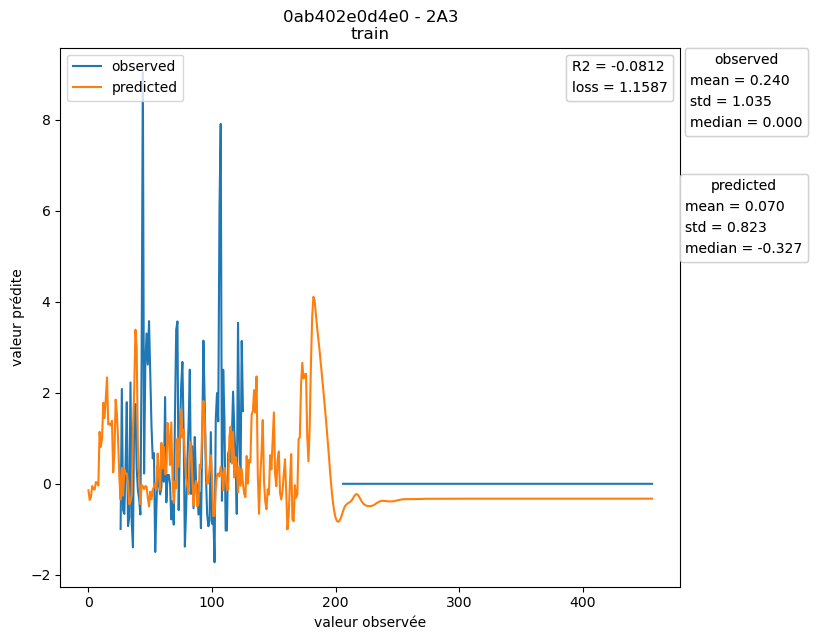 0ab402e0d4e0 - 2A3
train
observed
predicted
R2 = -0.0812
loss = 1.1587
observed
mean = 0.240
std = 1.035
median = 0.000
predicted
mean = 0.070
std = 0.823
median = -0.327
valeur prédite
8
6
4
2
0
−2
0
100
200
300
400
valeur observée